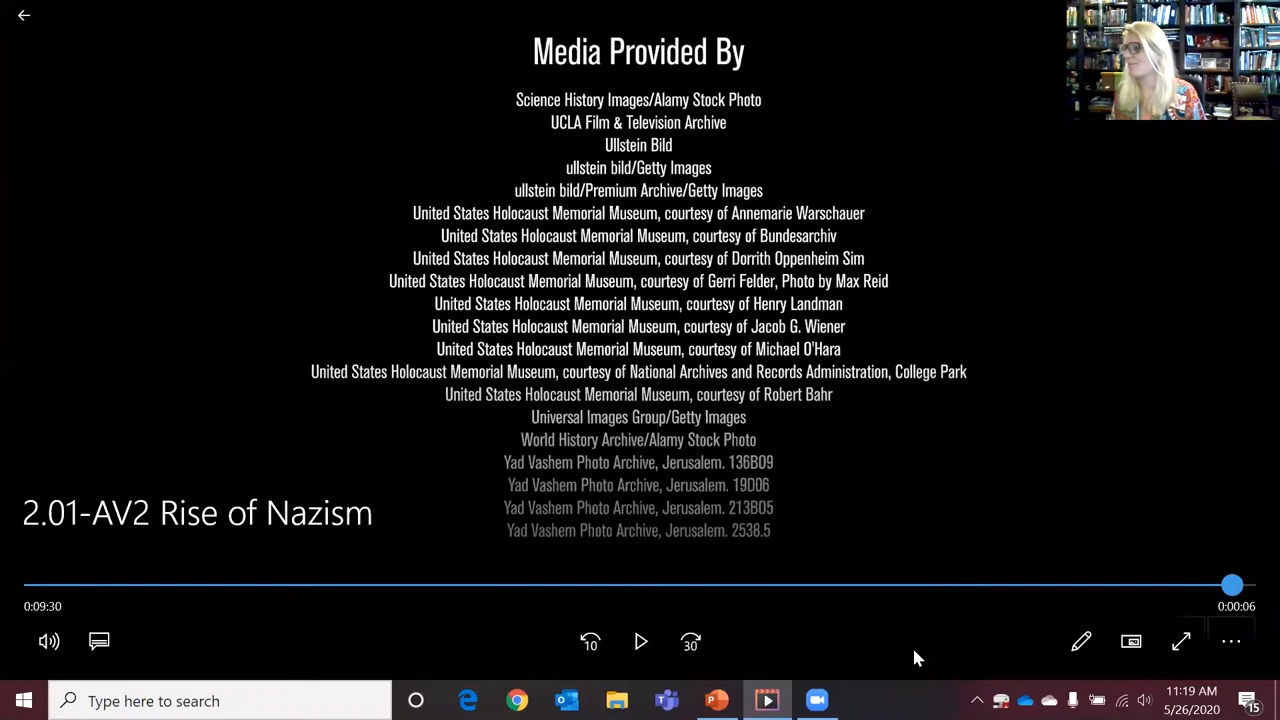 Media Provided By
Science History Images/Alamy Stock Photo
UCLA Film & Television Archive
Ullstein Bild
ullstein bild/Getty Images
ullstein bild/Premium Archive/Getty Images
United States Holocaust Memorial Museum, courtesy of Annemarie Warschauer
United States Holocaust Memorial Museum, courtesy of Bundesarchiv
United States Holocaust Memorial Museum, courtesy of Dorrith Oppenheim Sim
United States Holocaust Memorial Museum, courtesy of Gerri Felder, Photo by Max Reid
United States Holocaust Memorial Museum, courtesy of Henry Landman
United States Holocaust Memorial Museum, courtesy of Jacob G. Wiener
United States Holocaust Memorial Museum, courtesy of Michael O'Hara
United States Holocaust Memorial Museum, courtesy of National Archives and Records Administration, College Park
United States Holocaust Memorial Museum, courtesy of Robert Bahr
Universal Images Group/Getty Images
World History Archive/Alamy Stock Photo
Yad Vashem Photo Archive, Jerusalem. 136BO9
Yad Vashem Photo Archive, Jerusalem. 19D06
Yad Vashem Photo Archive, Jerusalem. 213BO5
Yad Vashem Photo Archive, Jerusalem. 2538.5
2.01-AV2 Rise of Nazism
0:09:30
0:00:06
10
30
Type here to search
11:19 AM
5/26/2020
15